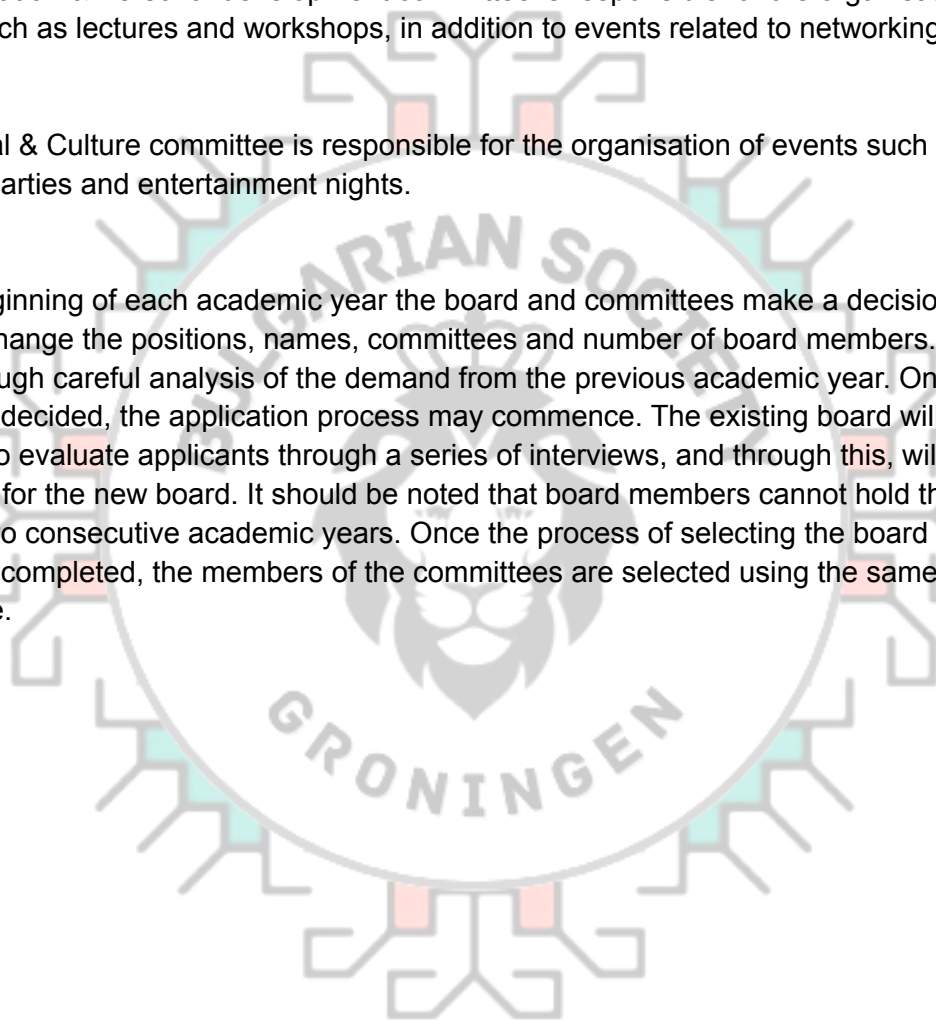 ch as lectures and workshops, in addition to events related to networking
al & Culture committee is responsible for the organisation of events such
arties and entertainment nights.
ginning of each academic year the board and committees make a decisio
hange the positions, names, committees and number of board members.
ugh careful analysis of the demand from the previous academic year. On
decided, the application process may commence. The existing board wil
o evaluate applicants through a series of interviews, and through this, wil
for the new board. It should be noted that board members cannot hold th
o consecutive academic years. Once the process of selecting the board
completed, the members of the committees are selected using the same
e.
BULGARIAN SOCIETY
GRONINGEN